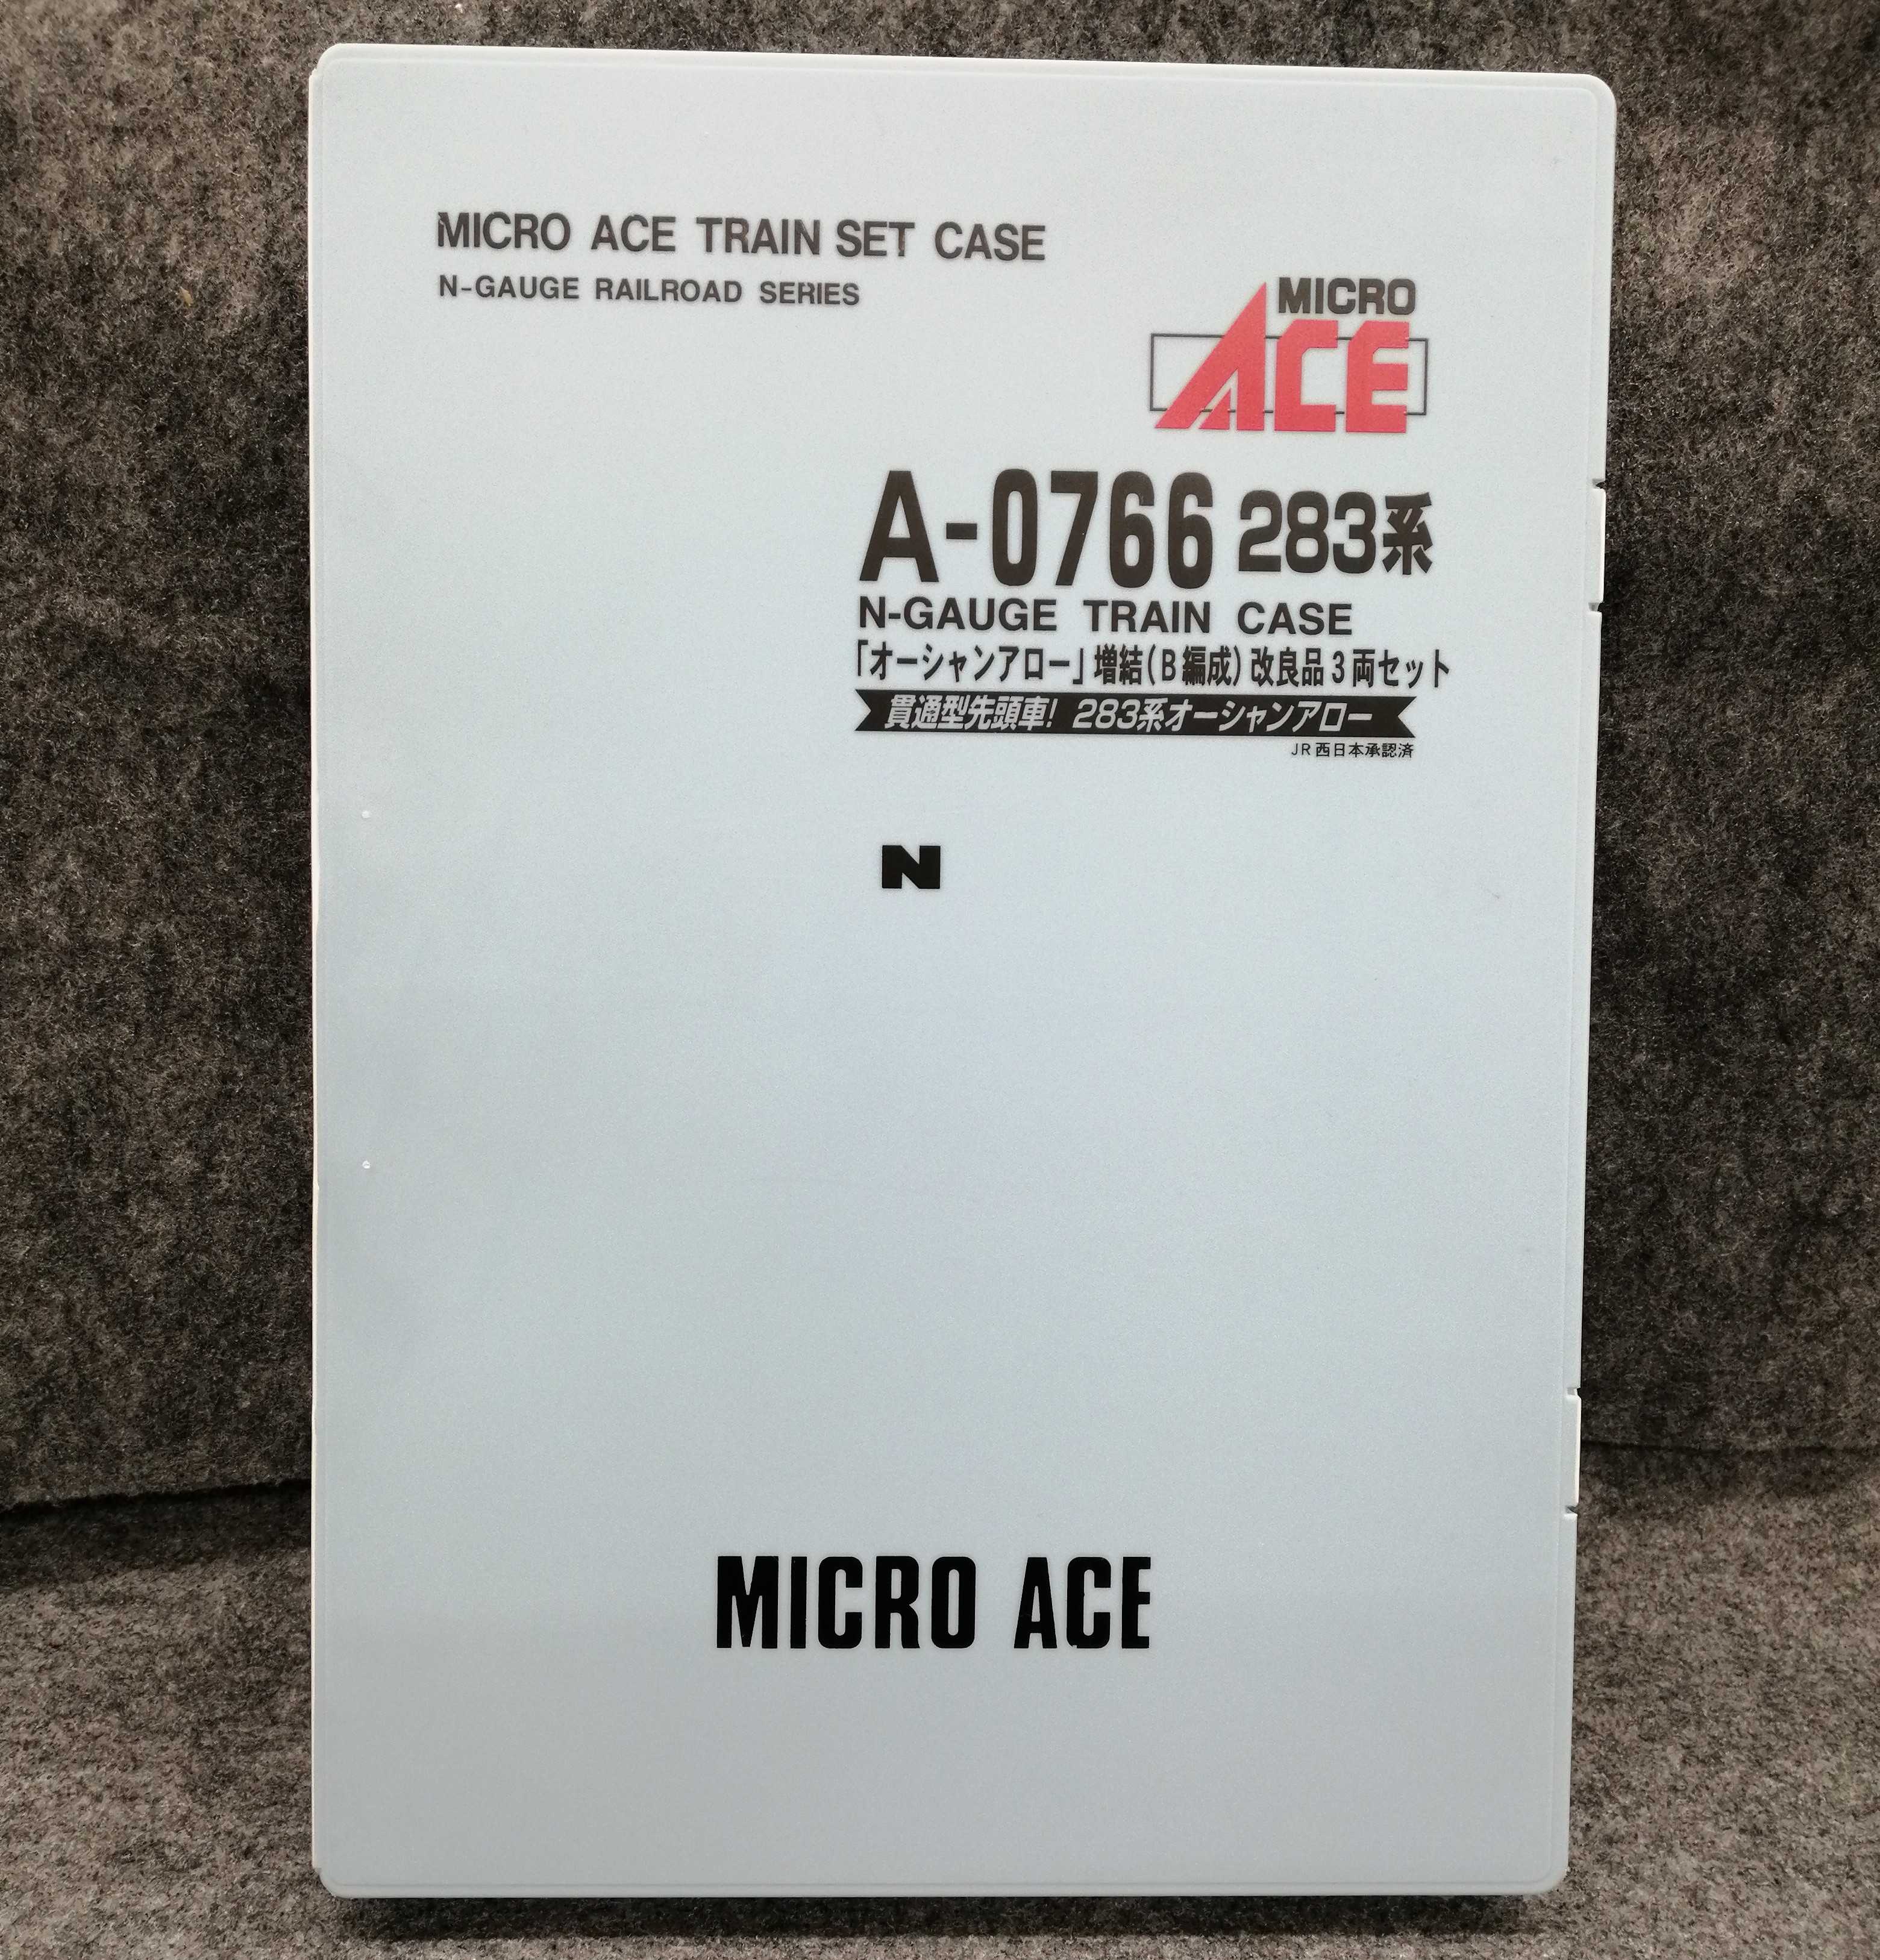 MICRO ACE TRAIN SET CASE
N-GAUGE RAILROAD SERIES
MICRO
ACE
A-0766 283系
N-GAUGE TRAIN CASE
「オーシャンアロー」増結(B編成)改良品3両セット
貫通型先頭車! 283系オーシャンアロー
JR西日本承認済
N
MICRO ACE